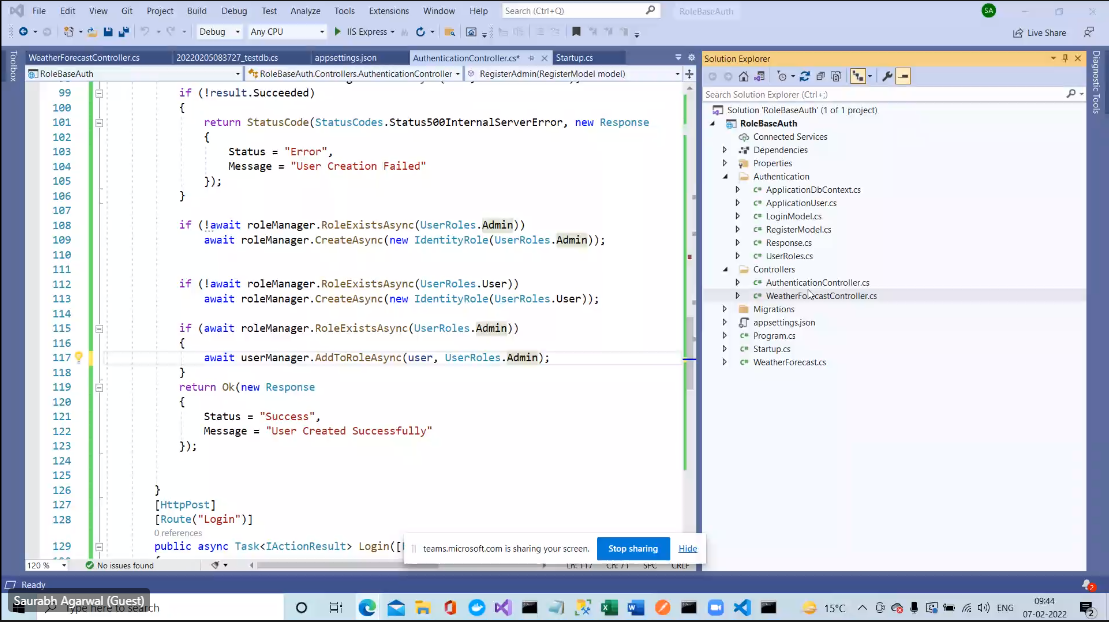 File Edit View Git Project Build Debug Test Analyze Tools Extensions Window Help Search (Ctrl+Q) RoleBaseAuth SA
Debug Any CPU IIS Express Live Share
Toolbox
WeatherForecastController.cs 20220205083727_testdb.cs appsettings.json AuthenticationController.cs* Startup.cs
RoleBaseAuth RoleBaseAuth.Controllers.AuthenticationController RegisterAdmin(RegisterModel model)
99 if (!result.Succeeded)
100 {
101 return StatusCode(StatusCodes.Status500InternalServerError, new Response
102 {
103 Status = "Error",
104 Message = "User Creation Failed"
105 });
106 }
107
108 if (!await roleManager.RoleExistsAsync(UserRoles.Admin))
109 await roleManager.CreateAsync(new IdentityRole(UserRoles.Admin));
110
111
112 if (!await roleManager.RoleExistsAsync(UserRoles.User))
113 await roleManager.CreateAsync(new IdentityRole(UserRoles.User));
114
115 if (await roleManager.RoleExistsAsync(UserRoles.Admin))
116 {
117 await userManager.AddToRoleAsync(user, UserRoles.Admin);
118 }
119 return Ok(new Response
120 {
121 Status = "Success",
122 Message = "User Created Successfully"
123 });
124
125
126 }
127 [HttpPost]
128 [Route("Login")]
0 references
129 public async Task<IActionResult> Login([
120 % No issues found Ln: 117 Ch: 71 SPC CRLF
Solution Explorer
Search Solution Explorer (Ctrl+;)
Solution 'RoleBaseAuth' (1 of 1 project)
RoleBaseAuth
Connected Services
Dependencies
Properties
Authentication
ApplicationDbContext.cs
ApplicationUser.cs
LoginModel.cs
RegisterModel.cs
Response.cs
UserRoles.cs
Controllers
AuthenticationController.cs
WeatherForecastController.cs
Migrations
appsettings.json
Program.cs
Startup.cs
WeatherForecast.cs
Diagnostic Tools
teams.microsoft.com is sharing your screen. Stop sharing Hide
Ready
Saurabh Agarwal (Guest)
here to search
15°C ENG 09:44
07-02-2022
2